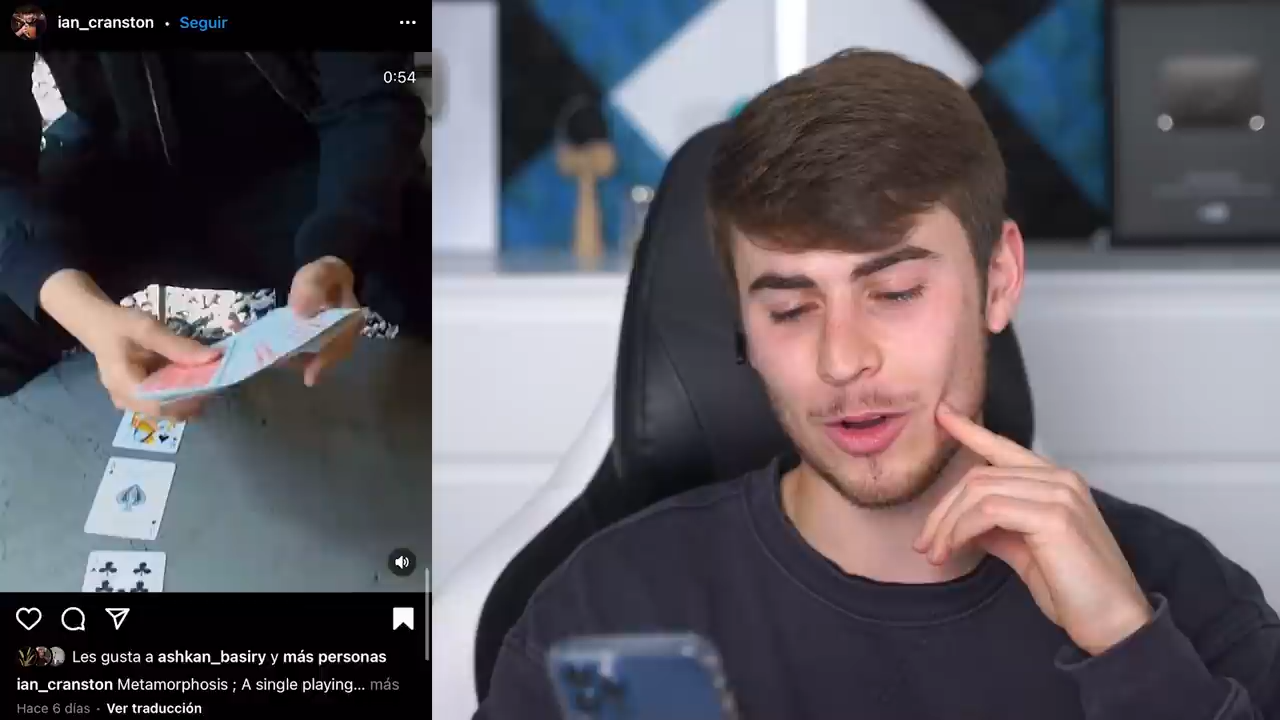 ian_cranston • Seguir
0:54
Les gusta a ashkan_basiry y más personas
ian_cranston Metamorphosis ; A single playing... más
Hace 6 días · Ver traducción